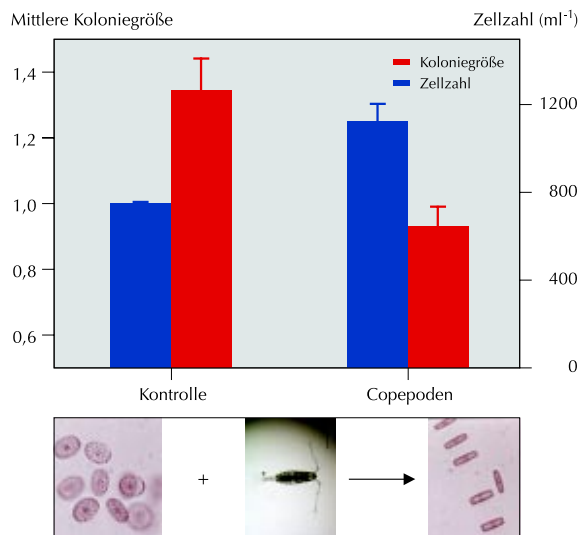 Mittlere Koloniegröße
Zellzahl (ml-1)
1,4
1,2
1,0
0,8
0,6
Koloniegröße
Zellzahl
1200
800
400
0
Kontrolle
Copepoden
+